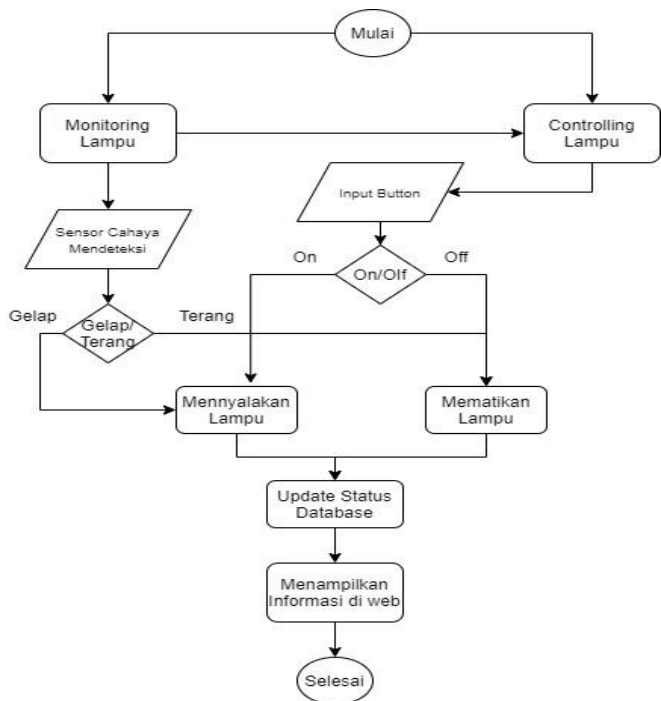 Mulai
Monitoring
Lampu
Controlling
Lampu
Input Button
Sensor Cahaya
Mendeteksi
On
On/Olf
Off
Gelap
Gelap/
Terang
Terang
Mennyalakan
Lampu
Mematikan
Lampu
Update Status
Database
Menampilkan
Informasi di web
Selesai